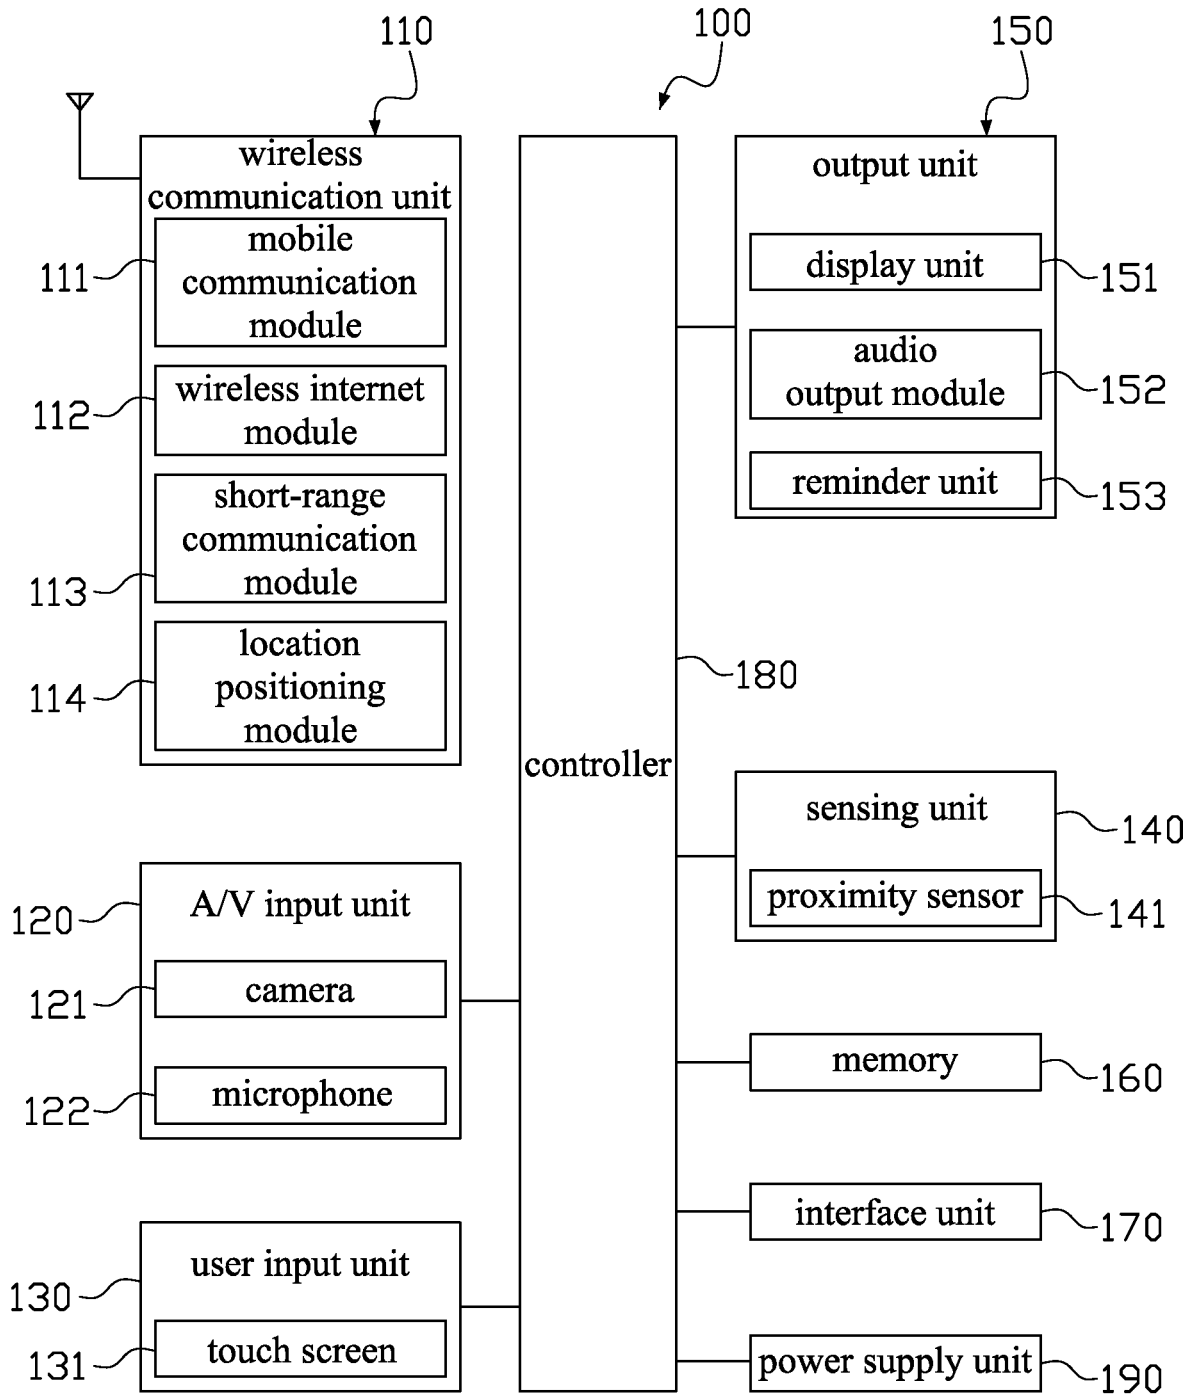 110
100
150
wireless
communication unit
mobile
communication
module
111
wireless internet
module
112
short-range
communication
module
113
location
positioning
module
114
output unit
display unit
151
audio
output module
152
reminder unit
153
180
controller
sensing unit
140
proximity sensor
141
A/V input unit
120
camera
121
microphone
122
memory
160
interface unit
170
user input unit
130
touch screen
131
power supply unit
190